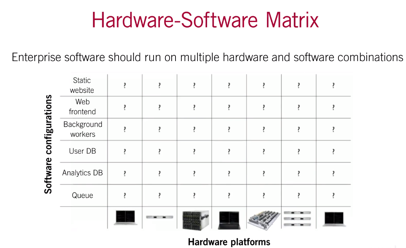 Hardware-Software Matrix
Enterprise software should run on multiple hardware and software combinations
Software configurations
Static
website
? ? ? ? ? ? ?
Web
frontend
? ? ? ? ? ? ?
Background
workers
? ? ? ? ? ? ?
User DB
? ? ? ? ? ? ?
Analytics DB
? ? ? ? ? ? ?
Queue
? ? ? ? ? ? ?
Hardware platforms